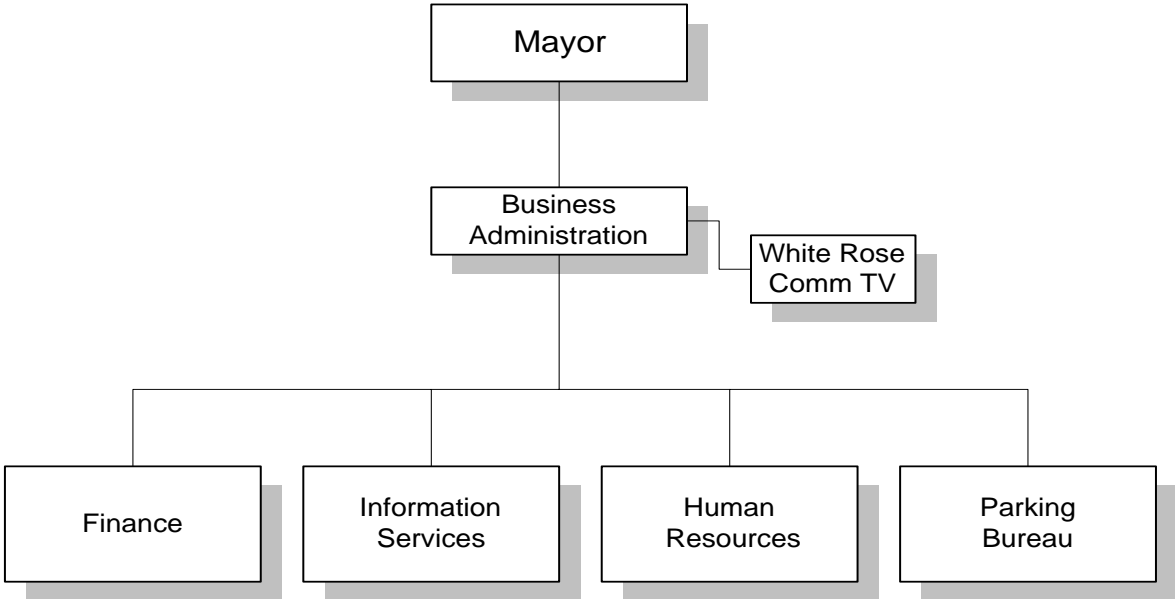 Mayor
Business
Administration
White Rose
Comm TV
Finance
Information
Services
Human
Resources
Parking
Bureau